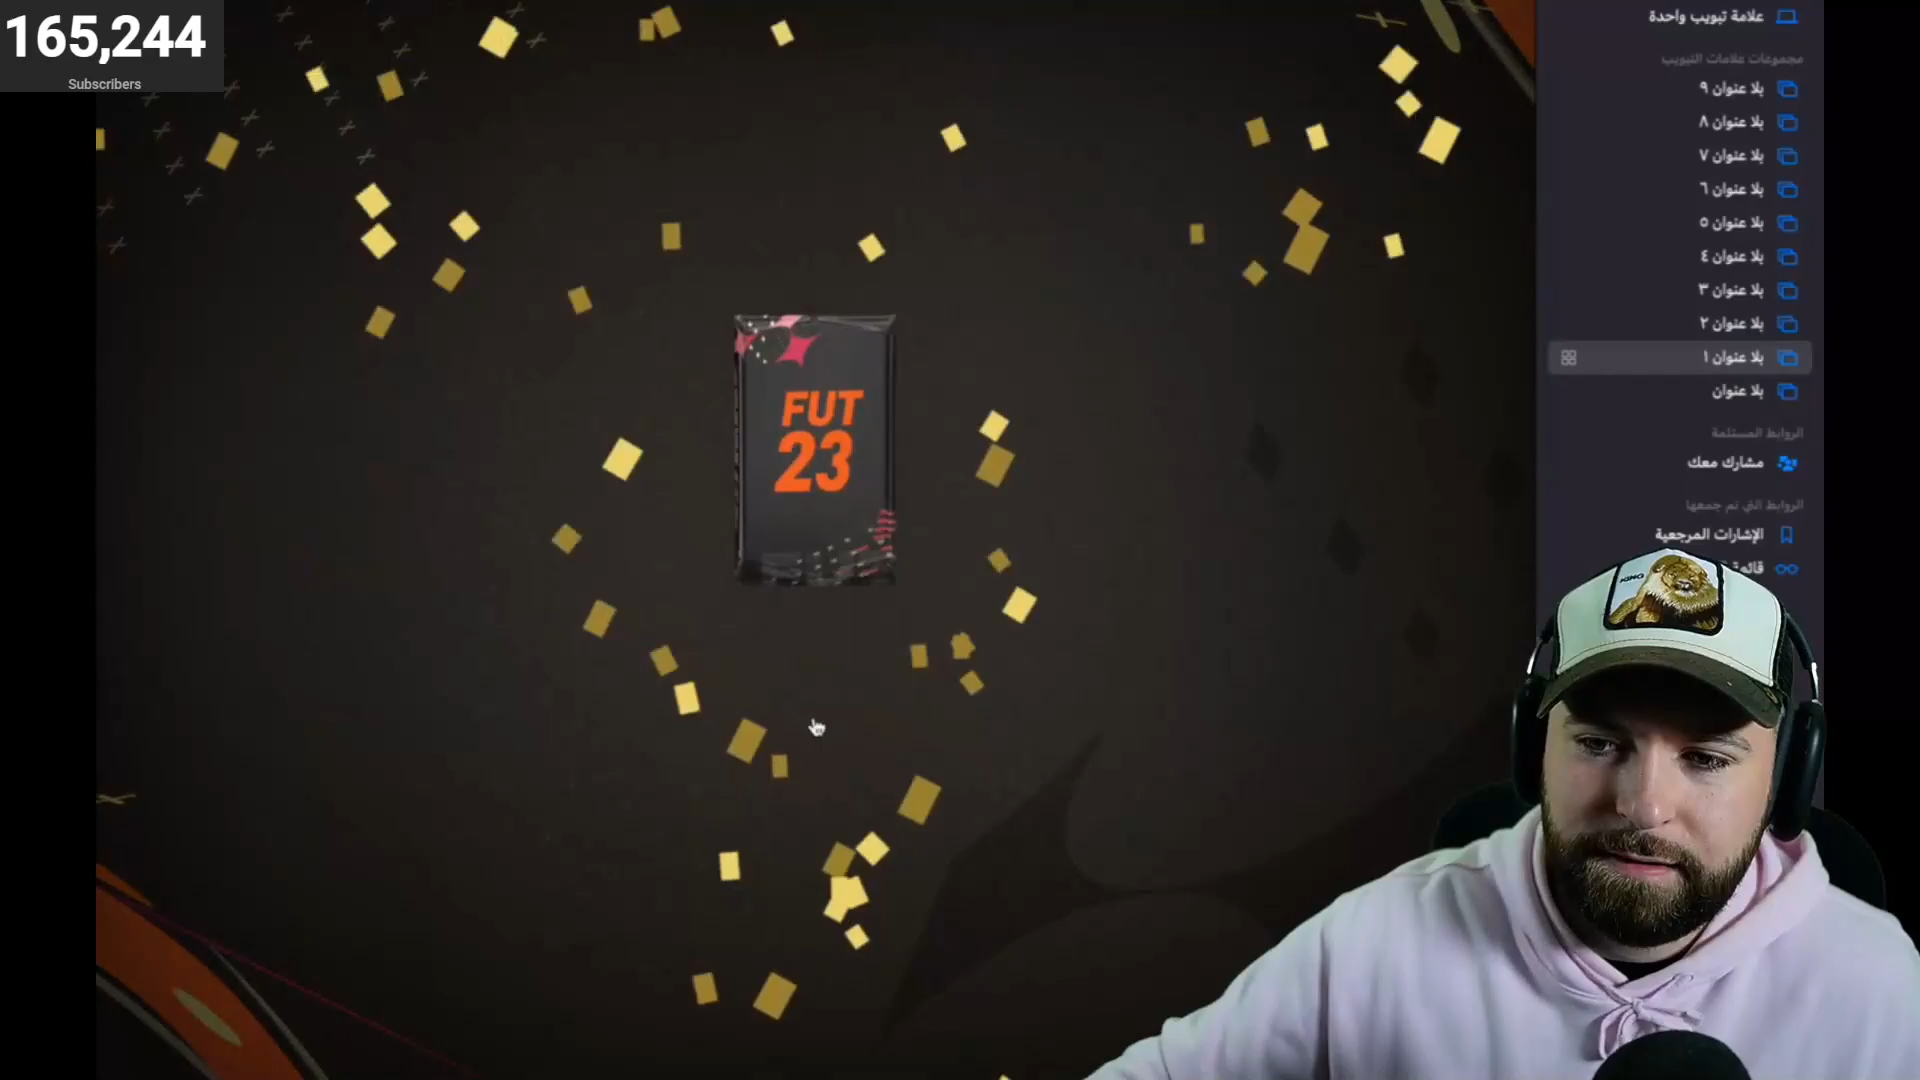 165,244
Subscribers
علامة تبويب واحدة
مجموعات علامات التبويب
بلا عنوان ٩
بلا عنوان ٨
بلا عنوان ٧
بلا عنوان ٦
بلا عنوان ٥
بلا عنوان ٤
بلا عنوان ٣
بلا عنوان ٢
بلا عنوان ١
بلا عنوان
الروابط المستلمة
مشارك معك
الروابط التي تم جمعها
الإشارات المرجعية
قائمة
FUT
23
KING